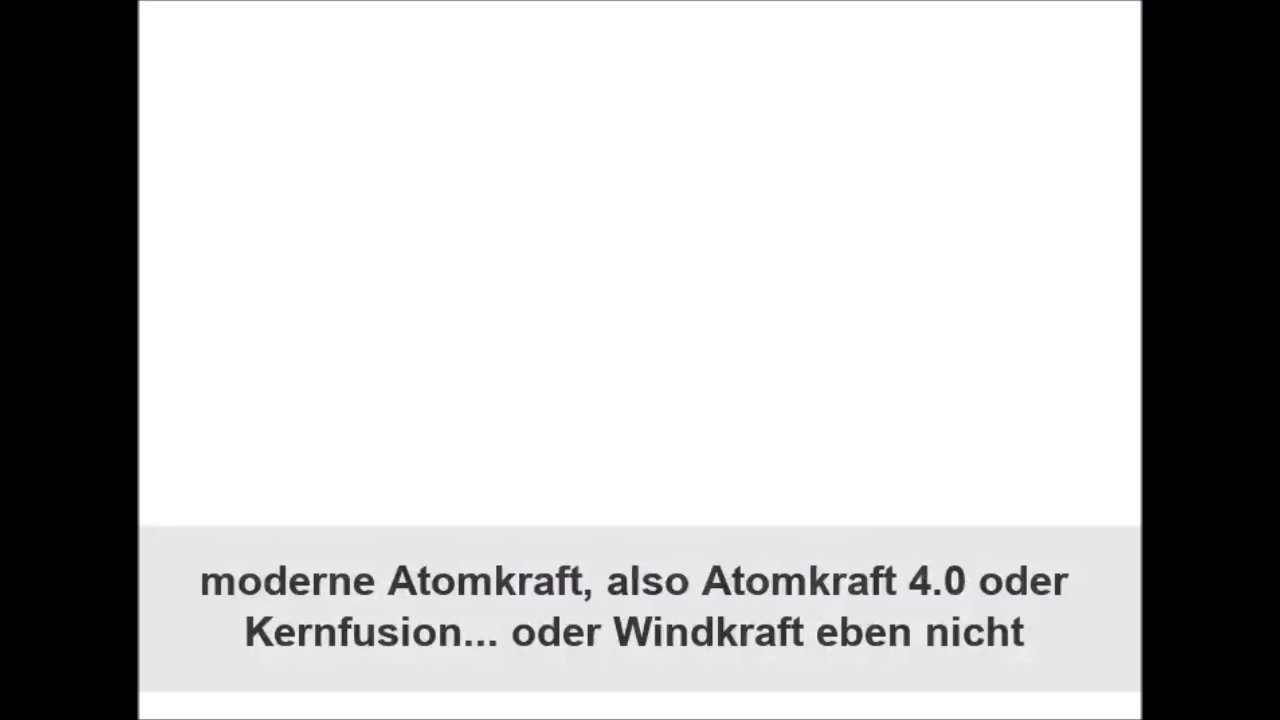 moderne Atomkraft, also Atomkraft 4.0 oder
Kernfusion... oder Windkraft eben nicht